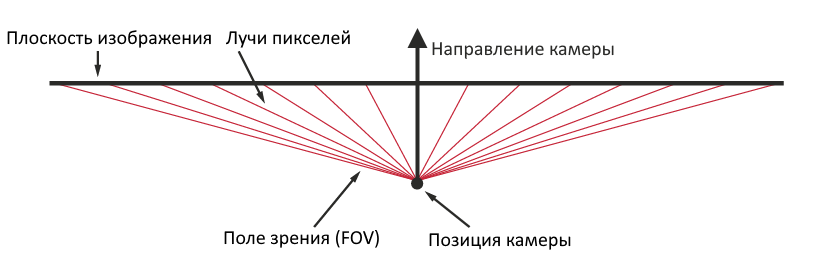 Плоскость изображения
Лучи пикселей
Направление камеры
Поле зрения (FOV)
Позиция камеры